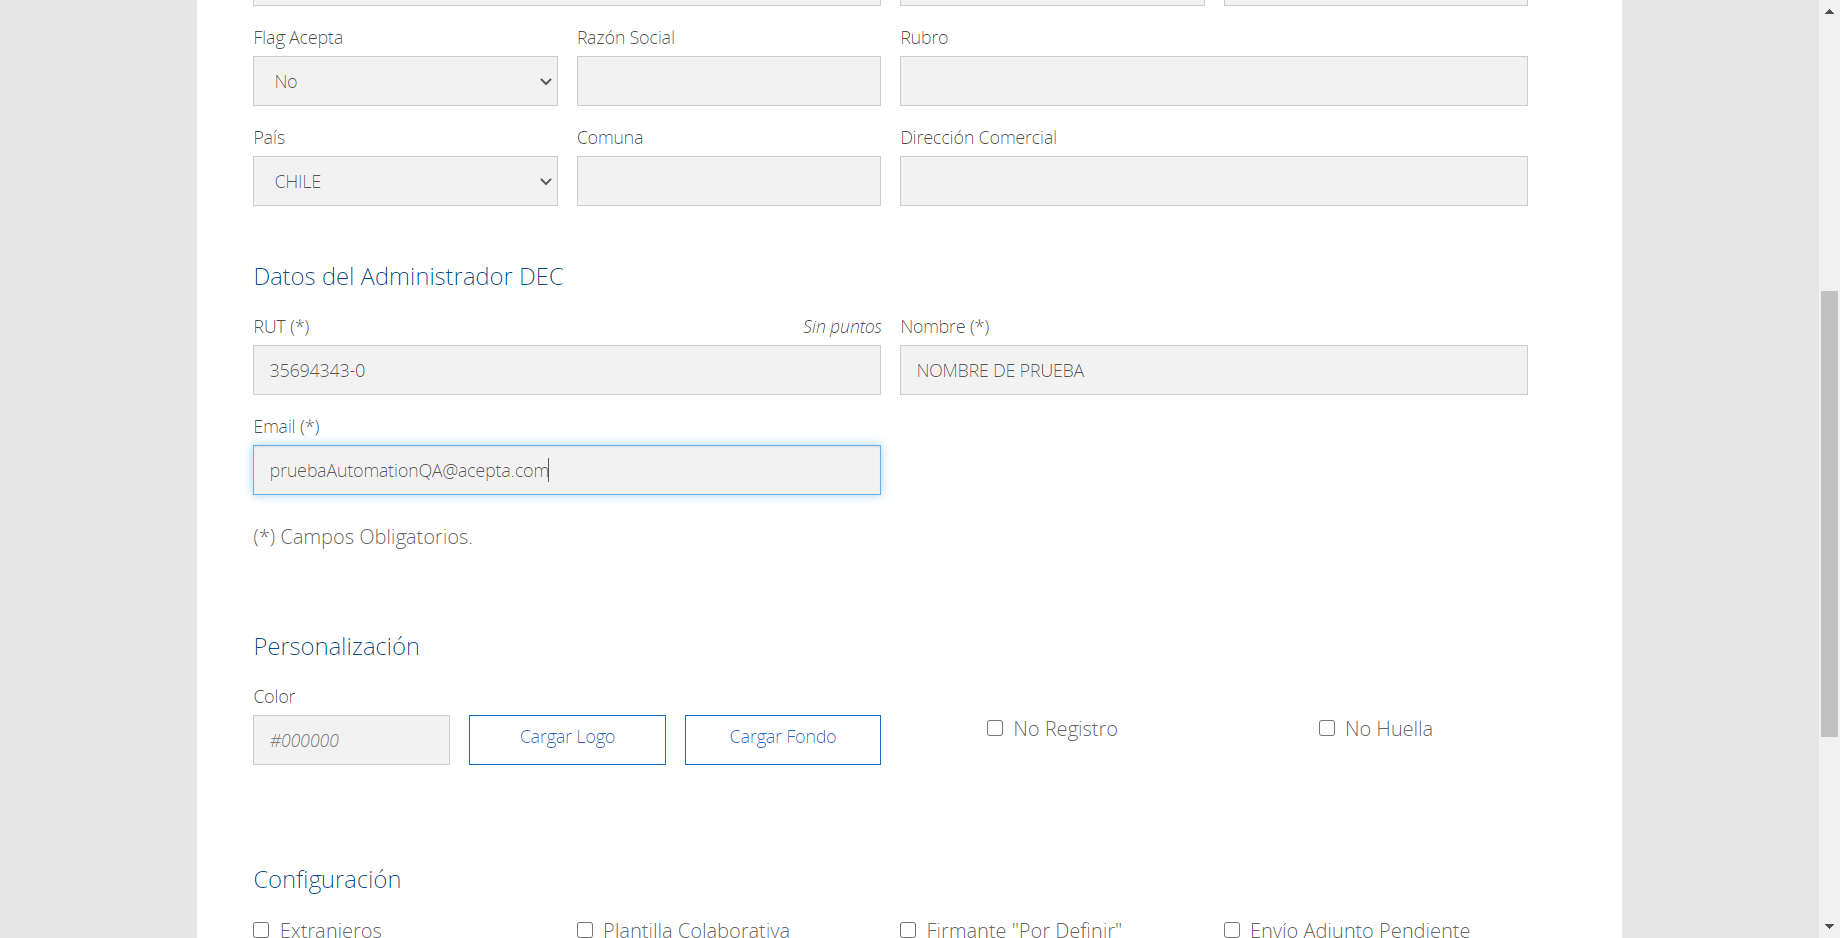 Flag Acepta Razón Social Rubro
No
País Comuna Dirección Comercial
CHILE
Datos del Administrador DEC
RUT (*) Sin puntos Nombre (*)
35694343-0 NOMBRE DE PRUEBA
Email (*)
pruebaAutomationQA@acepta.com
(*) Campos Obligatorios.
Personalización
Color
#000000 Cargar Logo Cargar Fondo No Registro No Huella
Configuración
Extranjeros Plantilla Colaborativa Firmante "Por Definir" Envío Adjunto Pendiente